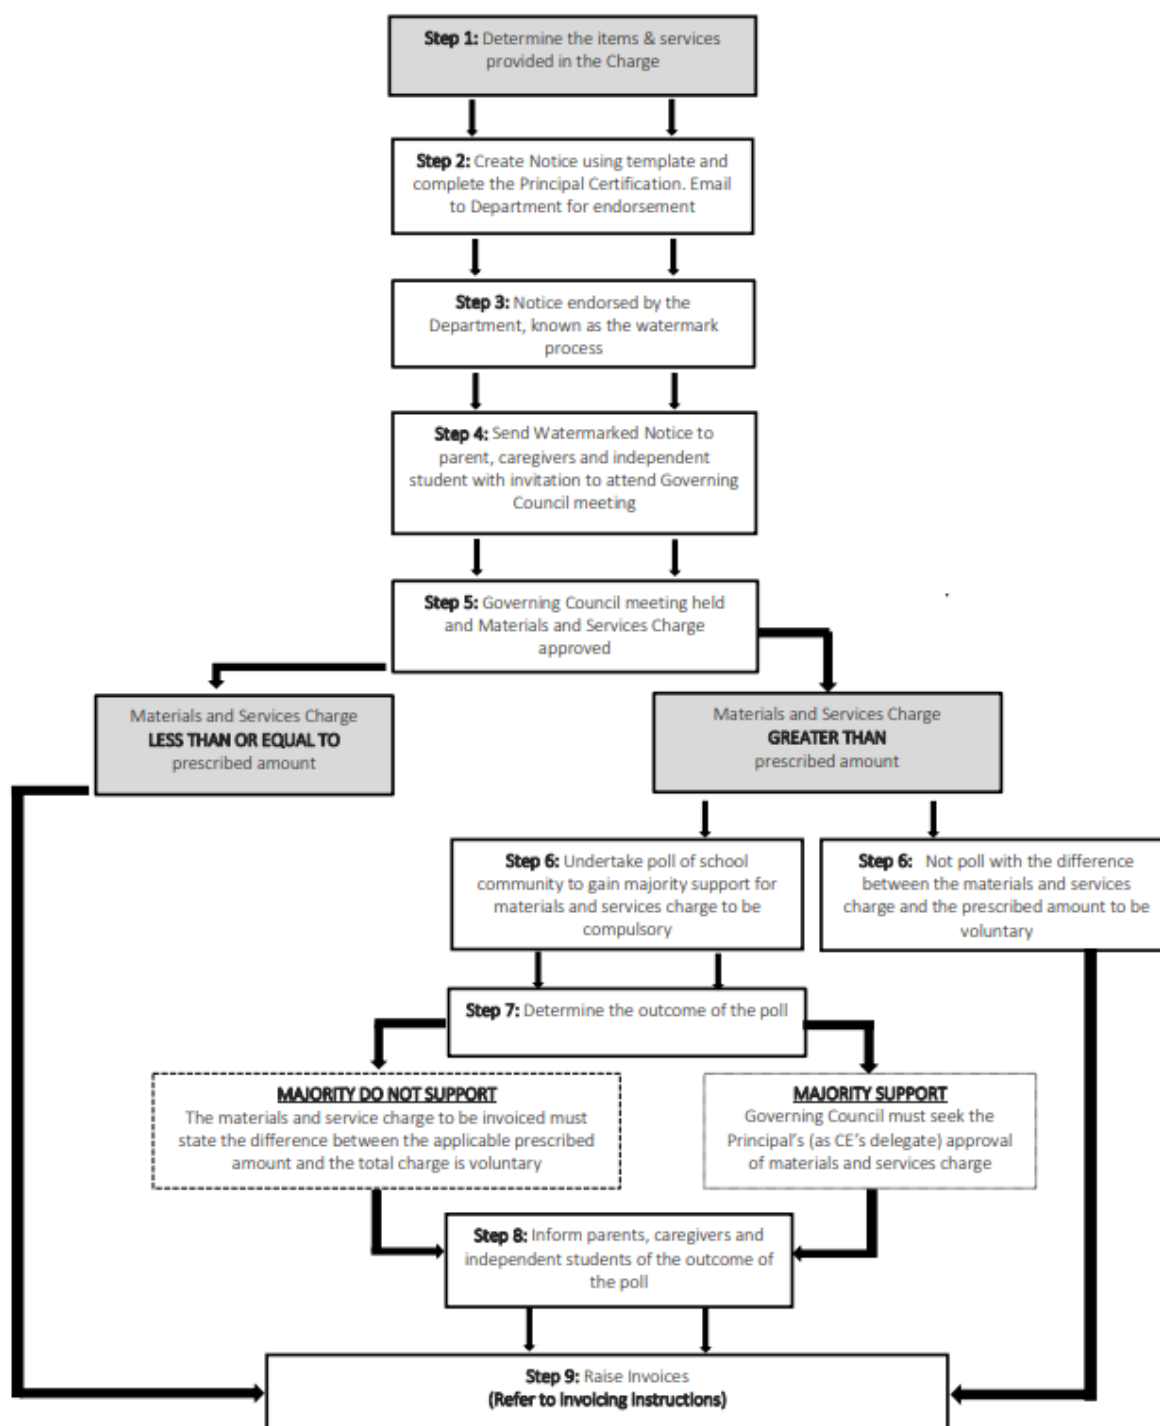 Step 1: Determine the items & services
provided in the Charge
Step 2: Create Notice using template and
complete the Principal Certification. Email
to Department for endorsement
Step 3: Notice endorsed by the
Department, known as the watermark
process
Step 4: Send Watermarked Notice to
parent, caregivers and independent
student with invitation to attend Governing
Council meeting
Step 5: Governing Council meeting held
and Materials and Services Charge
approved
Materials and Services Charge
LESS THAN OR EQUAL TO
prescribed amount
Materials and Services Charge
GREATER THAN
prescribed amount
Step 6: Undertake poll of school
community to gain majority support for
materials and services charge to be
compulsory
Step 6: Not poll with the difference
between the materials and services
charge and the prescribed amount to be
voluntary
Step 7: Determine the outcome of the poll
MAJORITY DO NOT SUPPORT
The materials and service charge to be invoiced must
state the difference between the applicable prescribed
amount and the total charge is voluntary
MAJORITY SUPPORT
Governing Council must seek the
Principal's (as CE's delegate) approval
of materials and services charge
Step 8: Inform parents, caregivers and
independent students of the outcome of
the poll
Step 9: Raise Invoices
(Refer to Invoicing Instructions)